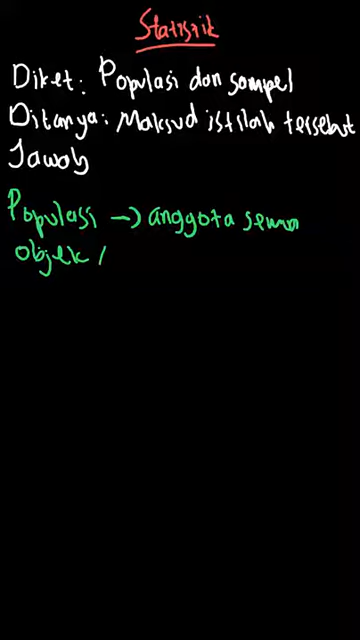 Statistik
Diket: Populasi dan sampel
Ditanya: Maksud istilah tersebut
Jawab
Populasi → anggota semua
objek /